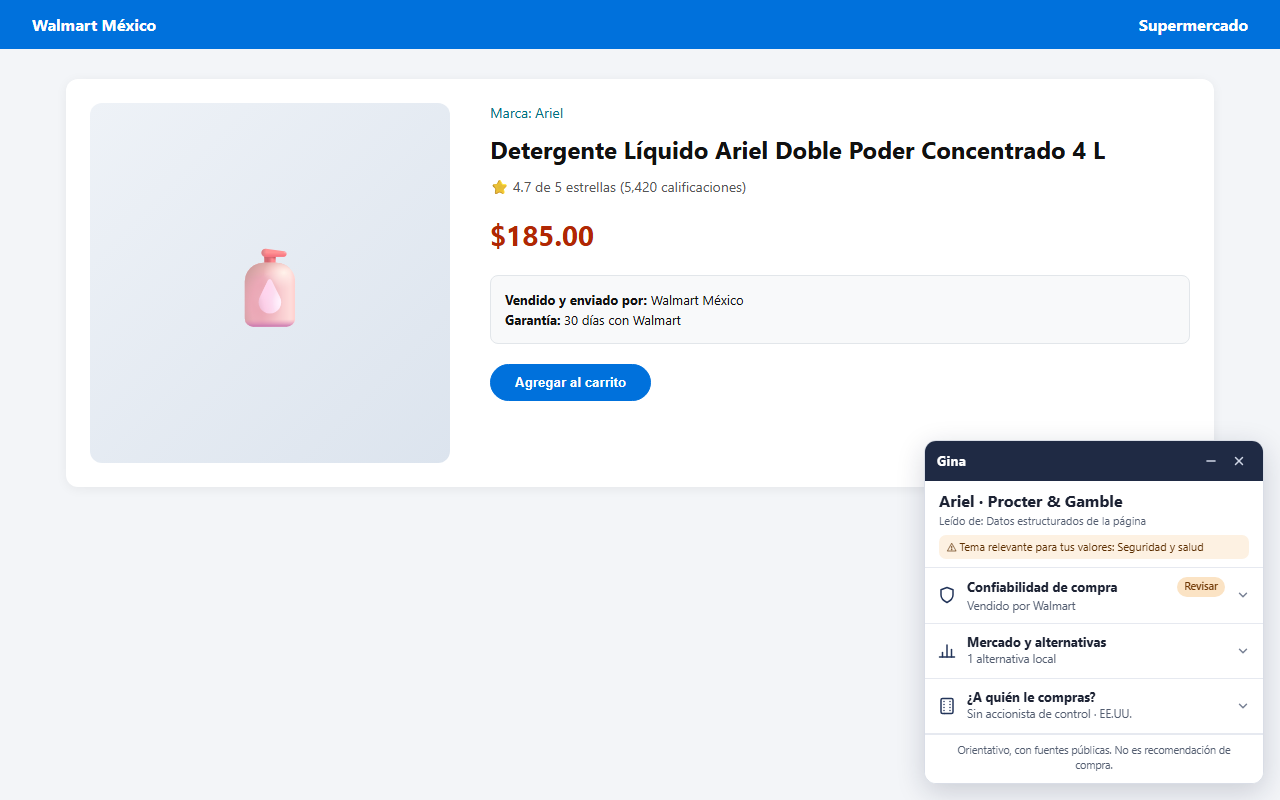 Walmart México
Supermercado
Marca: Ariel
Detergente Líquido Ariel Doble Poder Concentrado 4 L
4.7 de 5 estrellas (5,420 calificaciones)
$185.00
Vendido y enviado por: Walmart México
Garantía: 30 días con Walmart
Agregar al carrito
Gina
Ariel · Procter & Gamble
Leído de: Datos estructurados de la página
Tema relevante para tus valores: Seguridad y salud
Confiabilidad de compra
Revisar
Vendido por Walmart
Mercado y alternativas
1 alternativa local
¿A quién le compras?
Sin accionista de control · EE.UU.
Orientativo, con fuentes públicas. No es recomendación de
compra.